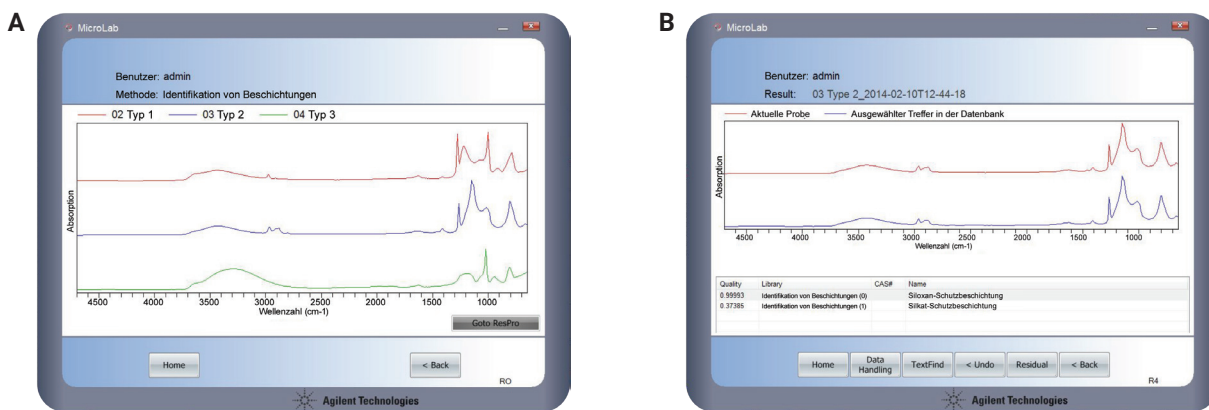 A
MicroLab
Benutzer: admin
Methode: Identifikation von Beschichtungen
02 Typ 1 03 Typ 2 04 Typ 3
Absorption
4500 4000 3500 3000 2500 2000 1500 1000
Wellenzahl (cm-1)
Goto ResPro
Home < Back
RO
Agilent Technologies
B
MicroLab
Benutzer: admin
Result: 03 Type 2_2014-02-10T12-44-18
Aktuelle Probe Ausgewählter Treffer in der Datenbank
Absorption
4500 4000 3500 3000 2500 2000 1500 1000
Wellenzahl (cm-1)
Quality Library CAS# Name
0.99993 Identifikation von Beschichtungen (0) Siloxan-Schutzbeschichtung
0.37385 Identifikation von Beschichtungen (1) Silkat-Schutzbeschichtung
Home Data Handling TextFind < Undo Residual < Back
R4
Agilent Technologies